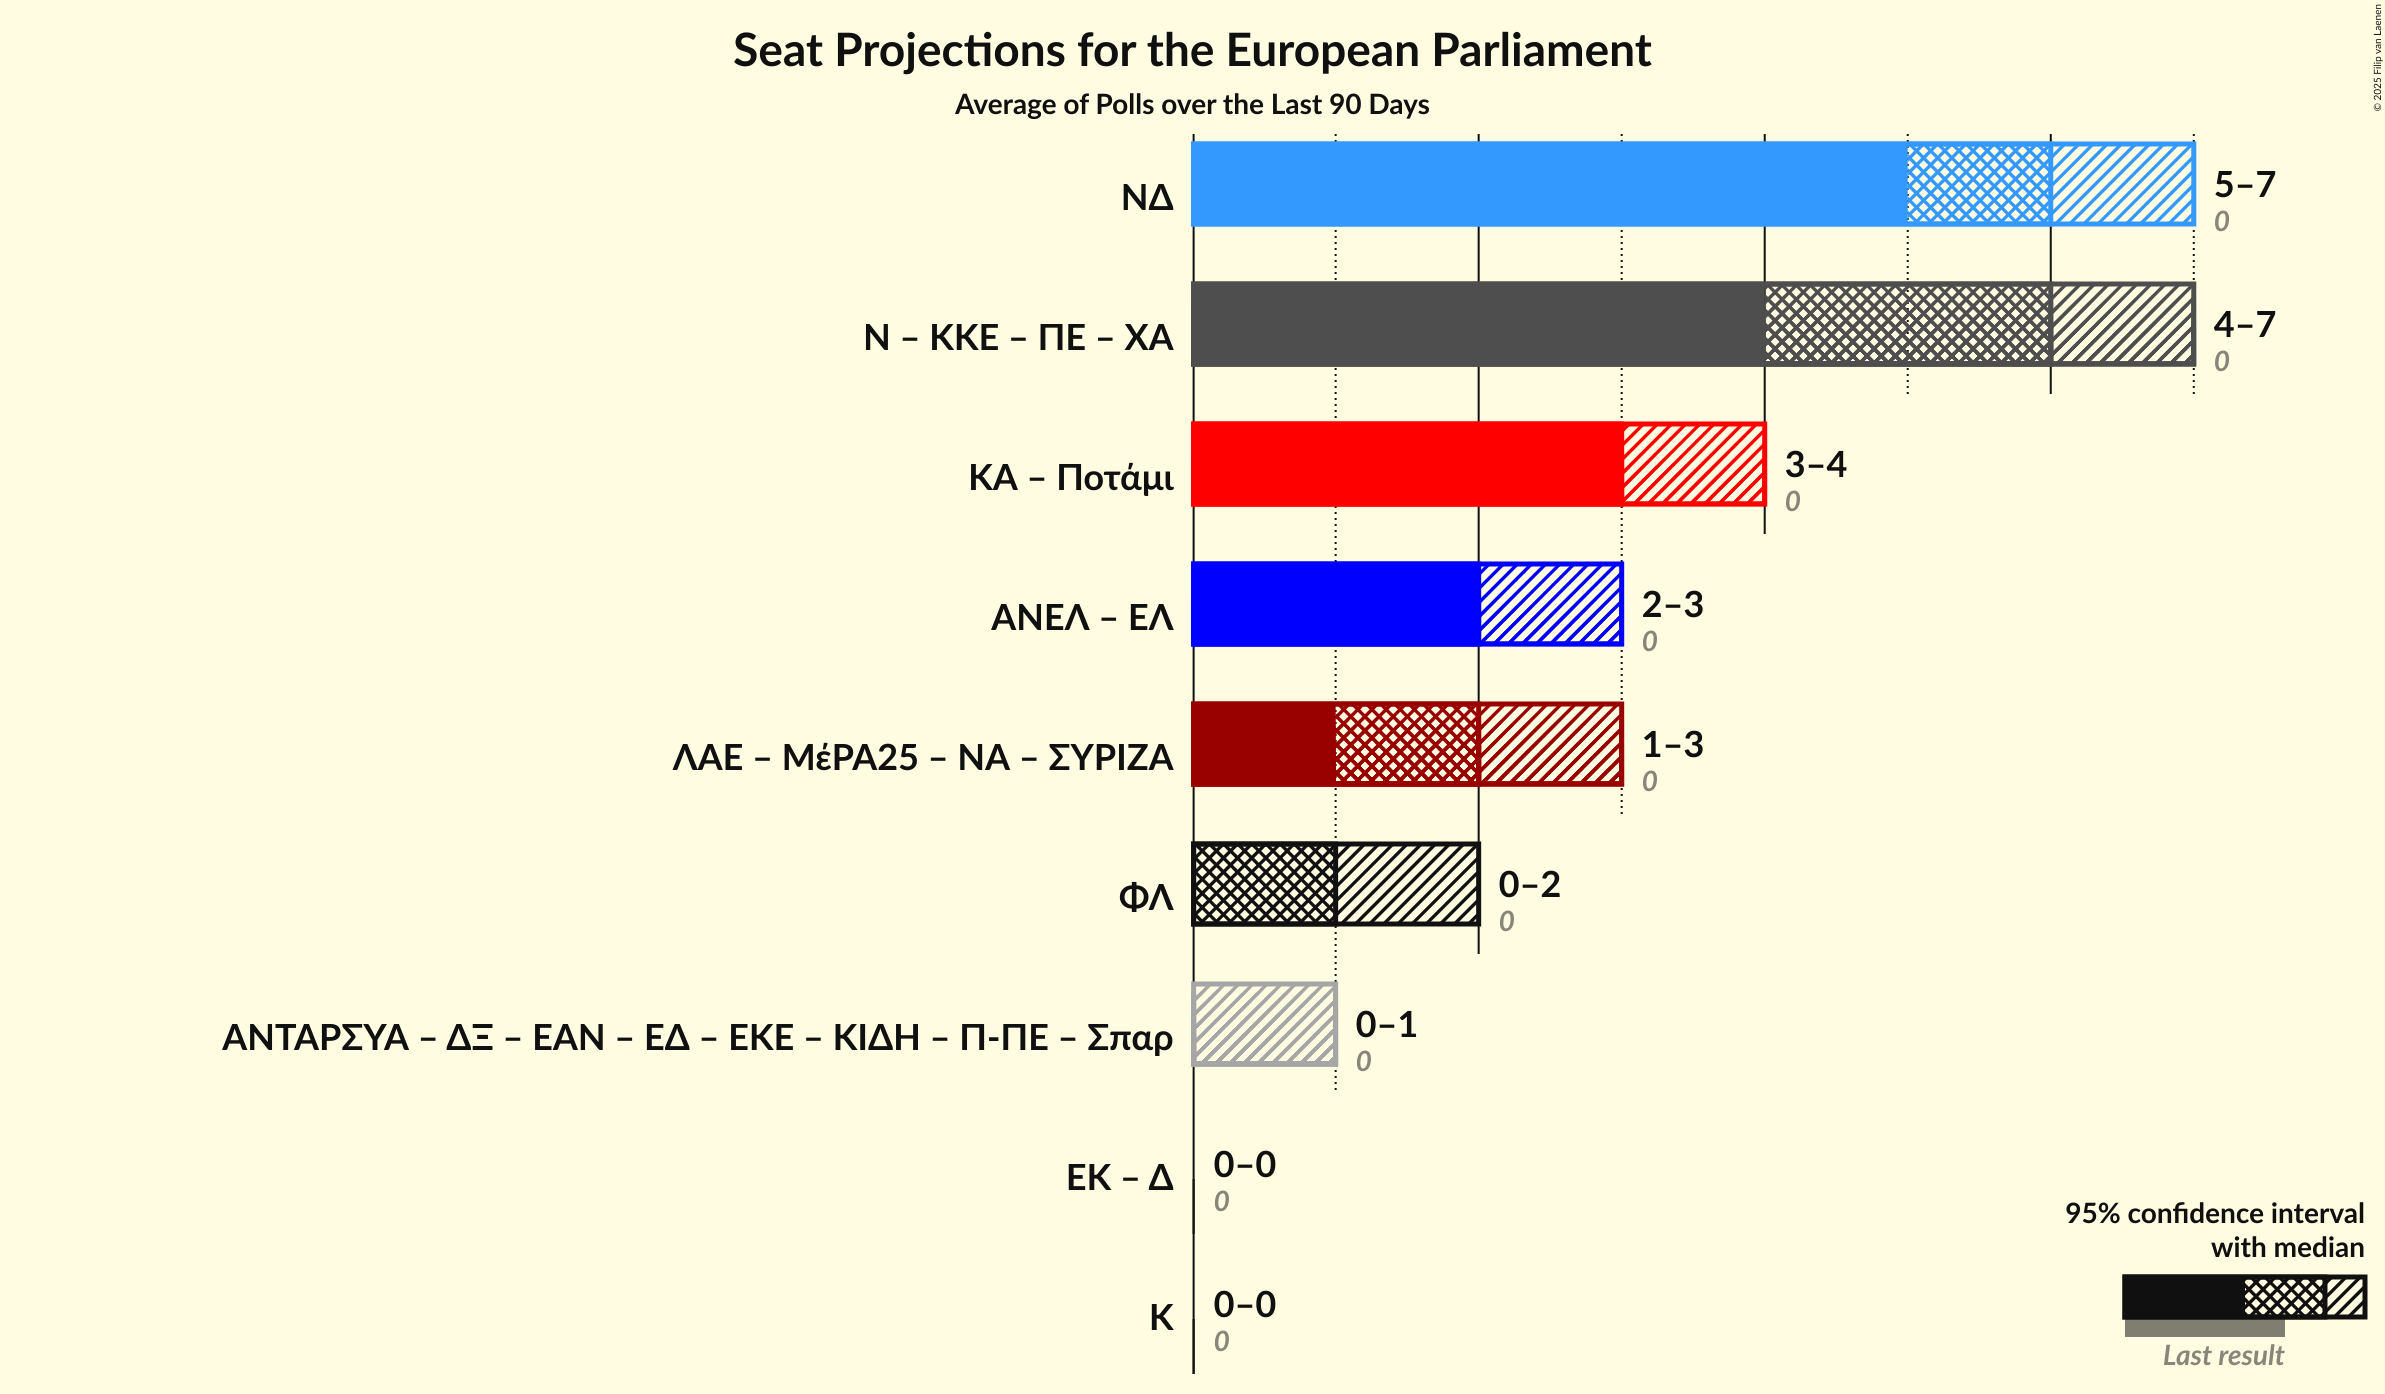 Seat Projections for the European Parliament
Average of Polls over the Last 90 Days
© 2025 Filip van Laenen
ΝΔ
5–7
0
Ν – ΚΚΕ – ΠΕ – ΧΑ
4–7
0
ΚΑ – Ποτάμι
3–4
0
ΑΝΕΛ – ΕΛ
2–3
0
ΛΑΕ – ΜέΡΑ25 – ΝΑ – ΣΥΡΙΖΑ
1–3
0
ΦΛ
0–2
0
ΑΝΤΑΡΣΥΑ – ΔΞ – ΕΑΝ – ΕΔ – ΕΚΕ – ΚΙΔΗ – Π-ΠΕ – Σπαρ
0–1
0
ΕΚ – Δ
0–0
0
Κ
0–0
0
95% confidence interval
with median
Last result